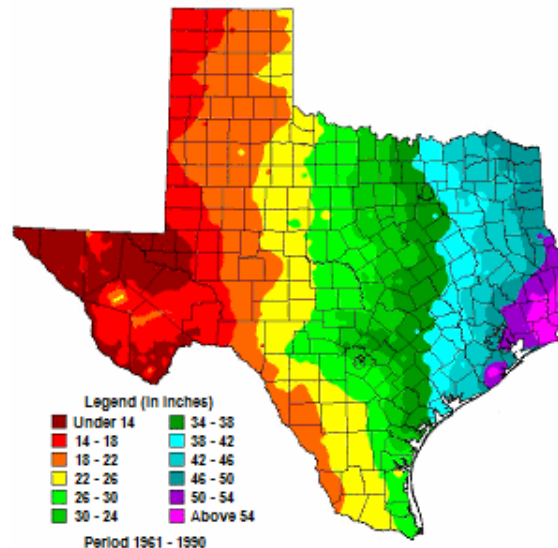 Legend (in inches)
Under 14
14 - 18
18 - 22
22 - 26
26 - 30
30 - 24
34 - 38
38 - 42
42 - 46
46 - 50
50 - 54
Above 54
Period 1961 - 1990